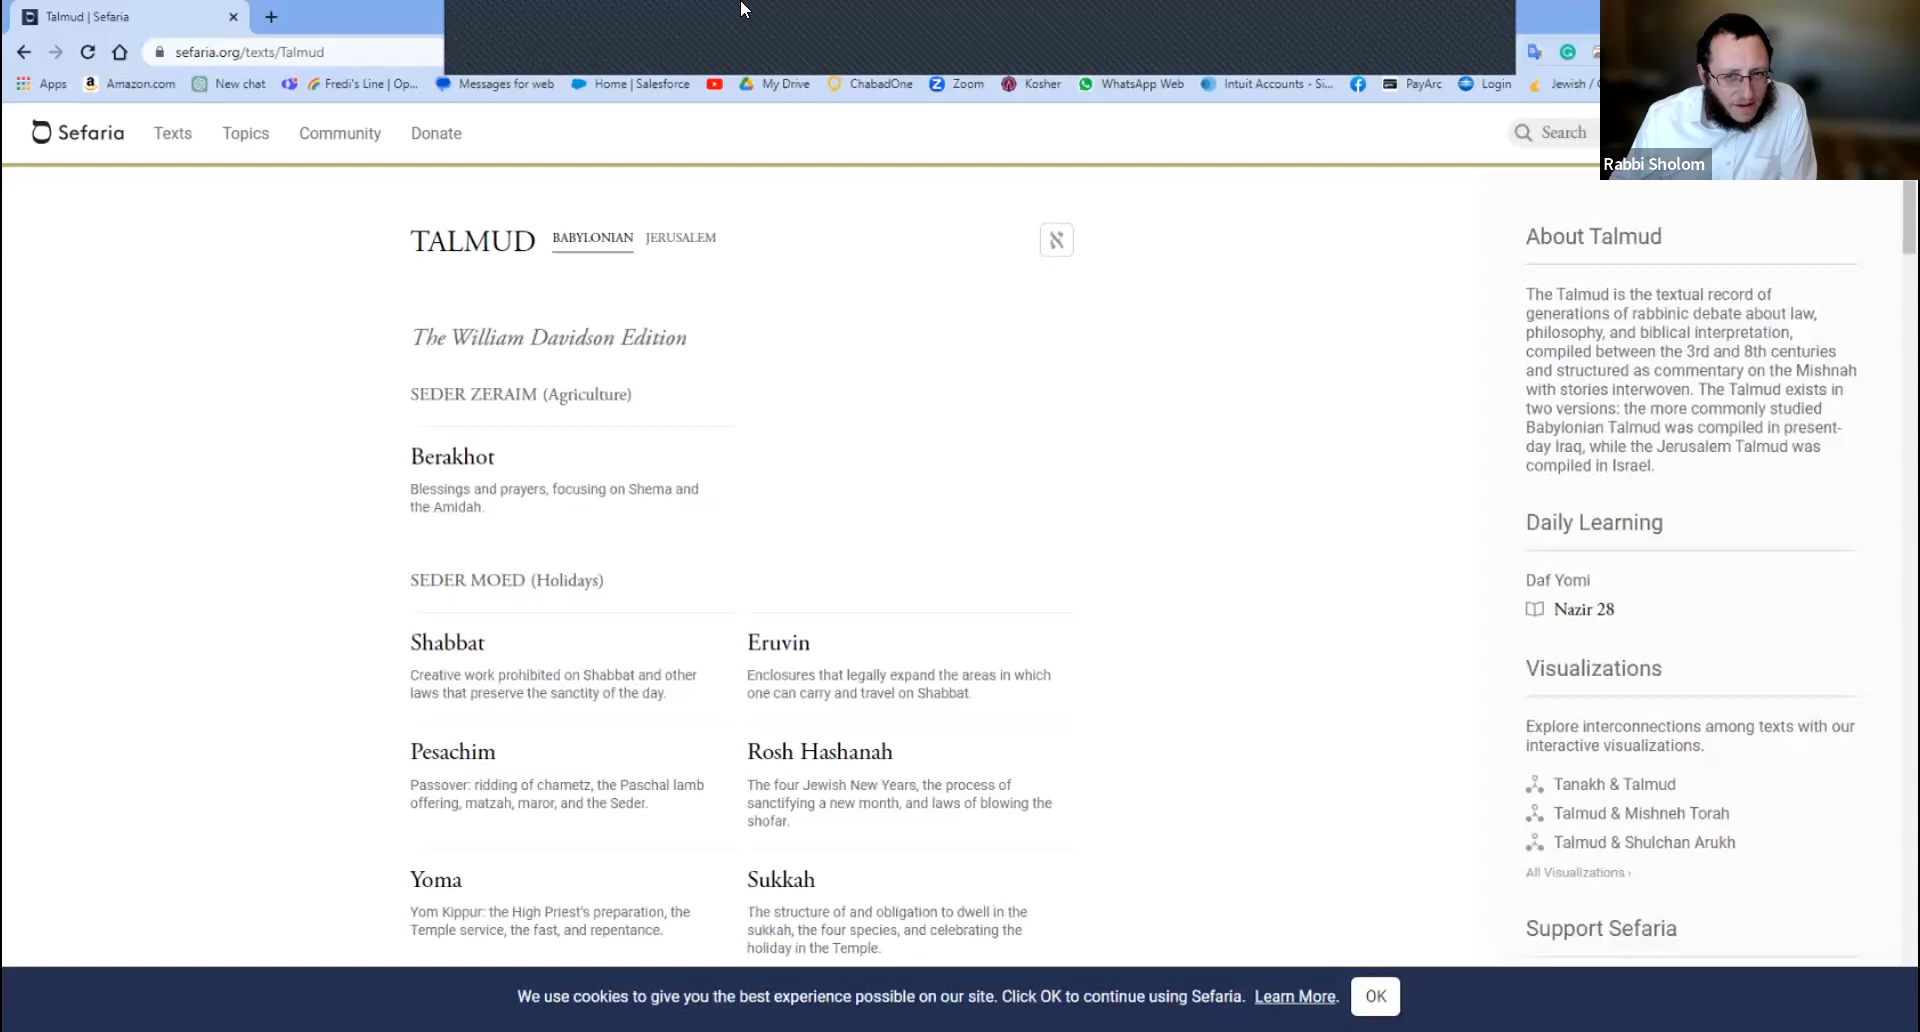 Talmud | Sefaria
sefaria.org/texts/Talmud
Apps Amazon.com New chat Fredi's Line | Op... Messages for web Home | Salesforce My Drive ChabadOne Zoom Kosher WhatsApp Web Intuit Accounts - Si... PayArc Login Jewish /
Sefaria Texts Topics Community Donate Search
Rabbi Sholom
TALMUD BABYLONIAN JERUSALEM
א
The William Davidson Edition
SEDER ZERAIM (Agriculture)
Berakhot
Blessings and prayers, focusing on Shema and
the Amidah.
SEDER MOED (Holidays)
Shabbat
Creative work prohibited on Shabbat and other
laws that preserve the sanctity of the day.
Eruvin
Enclosures that legally expand the areas in which
one can carry and travel on Shabbat.
Pesachim
Passover: ridding of chametz, the Paschal lamb
offering, matzah, maror, and the Seder.
Rosh Hashanah
The four Jewish New Years, the process of
sanctifying a new month, and laws of blowing the
shofar.
Yoma
Yom Kippur: the High Priest's preparation, the
Temple service, the fast, and repentance.
Sukkah
The structure of and obligation to dwell in the
sukkah, the four species, and celebrating the
holiday in the Temple.
About Talmud
The Talmud is the textual record of
generations of rabbinic debate about law,
philosophy, and biblical interpretation,
compiled between the 3rd and 8th centuries
and structured as commentary on the Mishnah
with stories interwoven. The Talmud exists in
two versions: the more commonly studied
Babylonian Talmud was compiled in present-
day Iraq, while the Jerusalem Talmud was
compiled in Israel.
Daily Learning
Daf Yomi
Nazir 28
Visualizations
Explore interconnections among texts with our
interactive visualizations.
Tanakh & Talmud
Talmud & Mishneh Torah
Talmud & Shulchan Arukh
All Visualizations ›
Support Sefaria
We use cookies to give you the best experience possible on our site. Click OK to continue using Sefaria. Learn More. OK